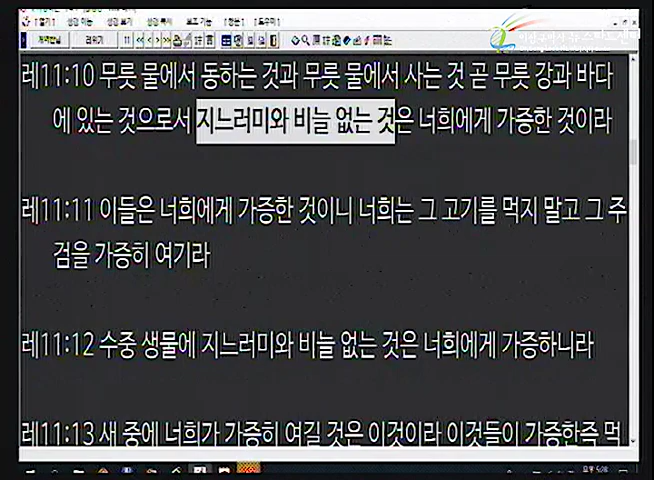 레11:10 무릇 물에서 동하는 것과 무릇 물에서 사는 것 곧 무릇 강과 바다
에 있는 것으로서 지느러미와 비늘 없는 것은 너희에게 가증한 것이라
레11:11 이들은 너희에게 가증한 것이니 너희는 그 고기를 먹지 말고 그 주
검을 가증히 여기라
레11:12 수중 생물에 지느러미와 비늘 없는 것은 너희에게 가증하니라
레11:13 새 중에 너희가 가증히 여길 것은 이것이라 이것들이 가증한즉 먹